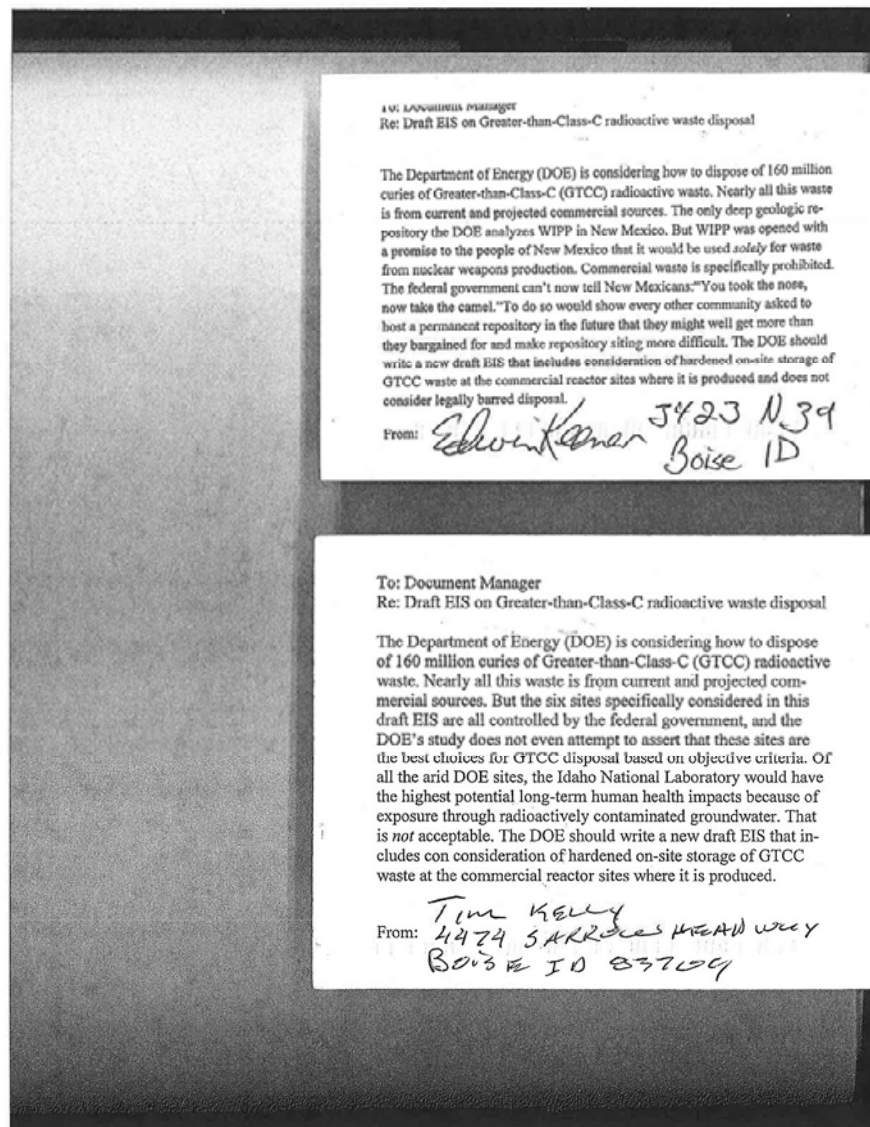 To: Document Manager
Re: Draft EIS on Greater-than-Class-C radioactive waste disposal
The Department of Energy (DOE) is considering how to dispose of 160 million
curies of Greater-than-Class-C (GTCC) radioactive waste. Nearly all this waste
is from current and projected commercial sources. The only deep geologic re-
pository the DOE analyzes WIPP in New Mexico. But WIPP was opened with
a promise to the people of New Mexico that it would be used solely for waste
from nuclear weapons production. Commercial waste is specifically prohibited.
The federal government can't now tell New Mexicans:"You took the nose,
now take the camel."To do so would show every other community asked to
host a permanent repository in the future that they might well get more than
they bargained for and make repository siting more difficult. The DOE should
write a new draft EIS that includes consideration of hardened on-site storage of
GTCC waste at the commercial reactor sites where it is produced and does not
consider legally barred disposal.
From: Edwin Keener 5423 N. 39
Boise ID
To: Document Manager
Re: Draft EIS on Greater-than-Class-C radioactive waste disposal
The Department of Energy (DOE) is considering how to dispose
of 160 million curies of Greater-than-Class-C (GTCC) radioactive
waste. Nearly all this waste is from current and projected com-
mercial sources. But the six sites specifically considered in this
draft EIS are all controlled by the federal government, and the
DOE's study does not even attempt to assert that these sites are
the best choices for GTCC disposal based on objective criteria. Of
all the arid DOE sites, the Idaho National Laboratory would have
the highest potential long-term human health impacts because of
exposure through radioactively contaminated groundwater. That
is not acceptable. The DOE should write a new draft EIS that in-
cludes con consideration of hardened on-site storage of GTCC
waste at the commercial reactor sites where it is produced.
Tim Kelly
From: 4474 S ARROWHEAD WAY
BOISE ID 83709